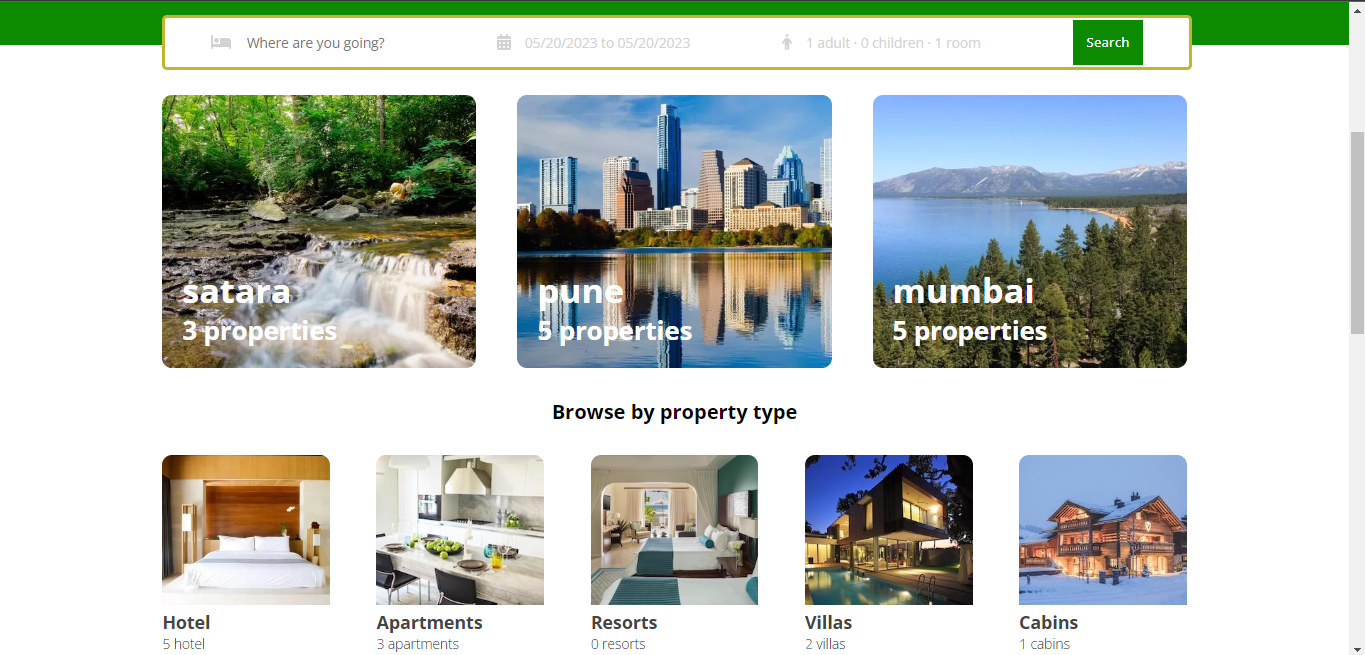 Where are you going? 05/20/2023 to 05/20/2023 1 adult · 0 children · 1 room Search
satara pune mumbai
3 properties 5 properties 5 properties
Browse by property type
Hotel Apartments Resorts Villas Cabins
5 hotel 3 apartments 0 resorts 2 villas 1 cabins